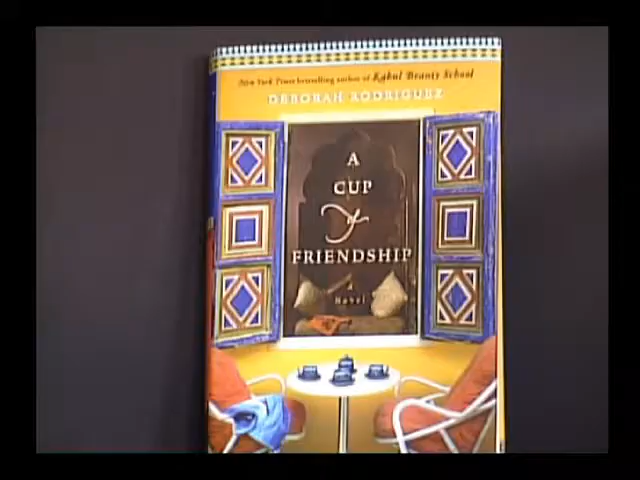 New York Times bestselling author of Kabul Beauty School
DEBORAH RODRIGUEZ
A
CUP
of
FRIENDSHIP
a
Novel